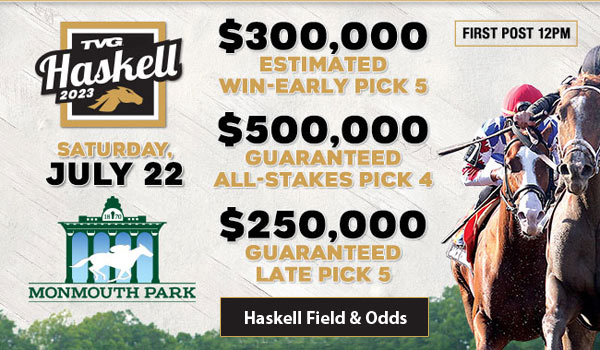 TVG
Haskell
2023
SATURDAY,
JULY 22
1870
MONMOUTH PARK
$300,000
ESTIMATED
WIN-EARLY PICK 5
$500,000
GUARANTEED
ALL-STAKES PICK 4
$250,000
GUARANTEED
LATE PICK 5
Haskell Field & Odds
FIRST POST 12PM